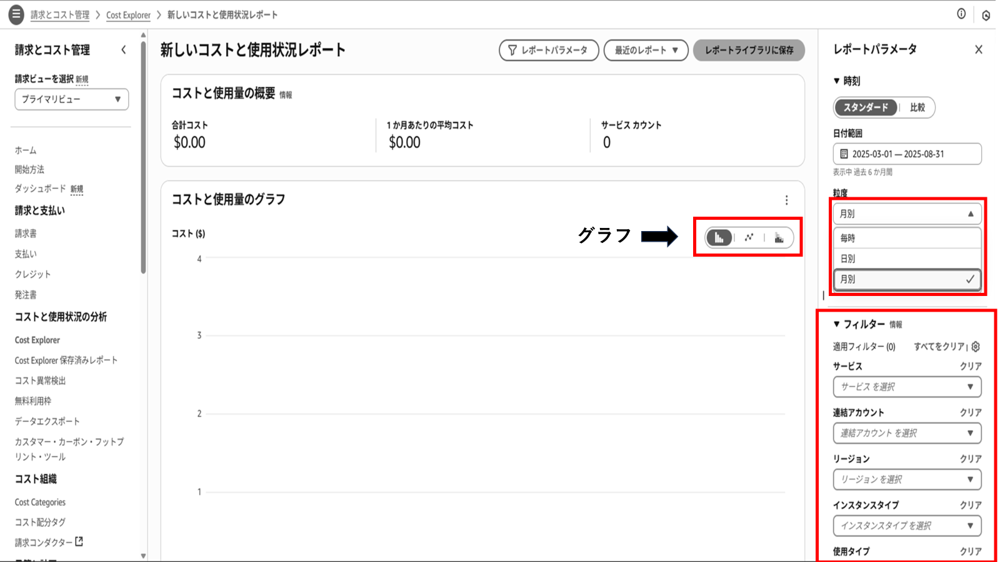 請求とコスト管理 > Cost Explorer > 新しいコストと使用状況レポート
請求とコスト管理
請求ビューを選択 新規
プライマリビュー
ホーム
開始方法
ダッシュボード 新規
請求と支払い
請求書
支払い
クレジット
発注書
コストと使用状況の分析
Cost Explorer
Cost Explorer 保存済みレポート
コスト異常検出
無料利用枠
データエクスポート
カスタマー・カーボン・フットプ
リント・ツール
コスト組織
Cost Categories
コスト配分タグ
請求コンダクター
新しいコストと使用状況レポート
レポートパラメータ
最近のレポート
レポートライブラリに保存
コストと使用量の概要 情報
合計コスト
$0.00
1 か月あたりの平均コスト
$0.00
サービス カウント
0
コストと使用量のグラフ
コスト ($)
グラフ
4
3
2
1
レポートパラメータ
時刻
スタンダード
比較
日付範囲
2025-03-01 — 2025-08-31
表示中 過去 6 か月間
粒度
月別
毎時
日別
月別
フィルター 情報
適用フィルター (0)
すべてをクリア
サービス クリア
サービス を選択
連結アカウント クリア
連結アカウント を選択
リージョン クリア
リージョン を選択
インスタンスタイプ クリア
インスタンスタイプ を選択
使用タイプ クリア